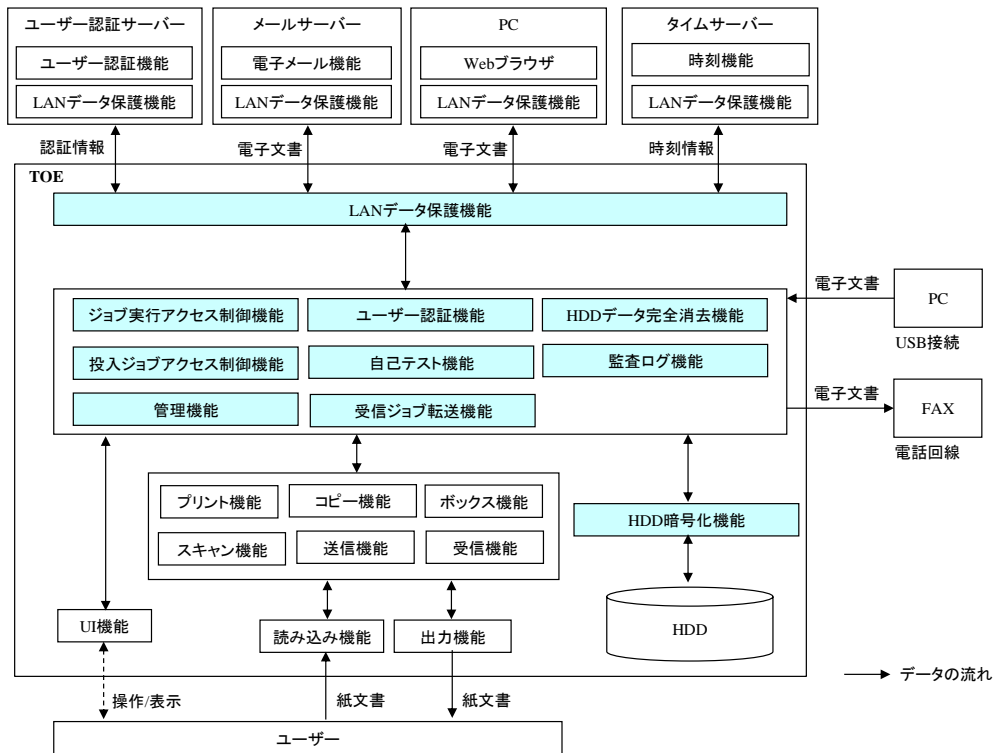 ユーザー認証サーバー
ユーザー認証機能
LANデータ保護機能
メールサーバー
電子メール機能
LANデータ保護機能
PC
Webブラウザ
LANデータ保護機能
タイムサーバー
時刻機能
LANデータ保護機能
認証情報
電子文書
電子文書
時刻情報
TOE
LANデータ保護機能
ジョブ実行アクセス制御機能
ユーザー認証機能
HDDデータ完全消去機能
投入ジョブアクセス制御機能
自己テスト機能
監査ログ機能
管理機能
受信ジョブ転送機能
電子文書
PC
USB接続
電子文書
FAX
電話回線
プリント機能
コピー機能
ボックス機能
スキャン機能
送信機能
受信機能
HDD暗号化機能
HDD
UI機能
読み込み機能
出力機能
データの流れ
操作/表示
紙文書
紙文書
ユーザー